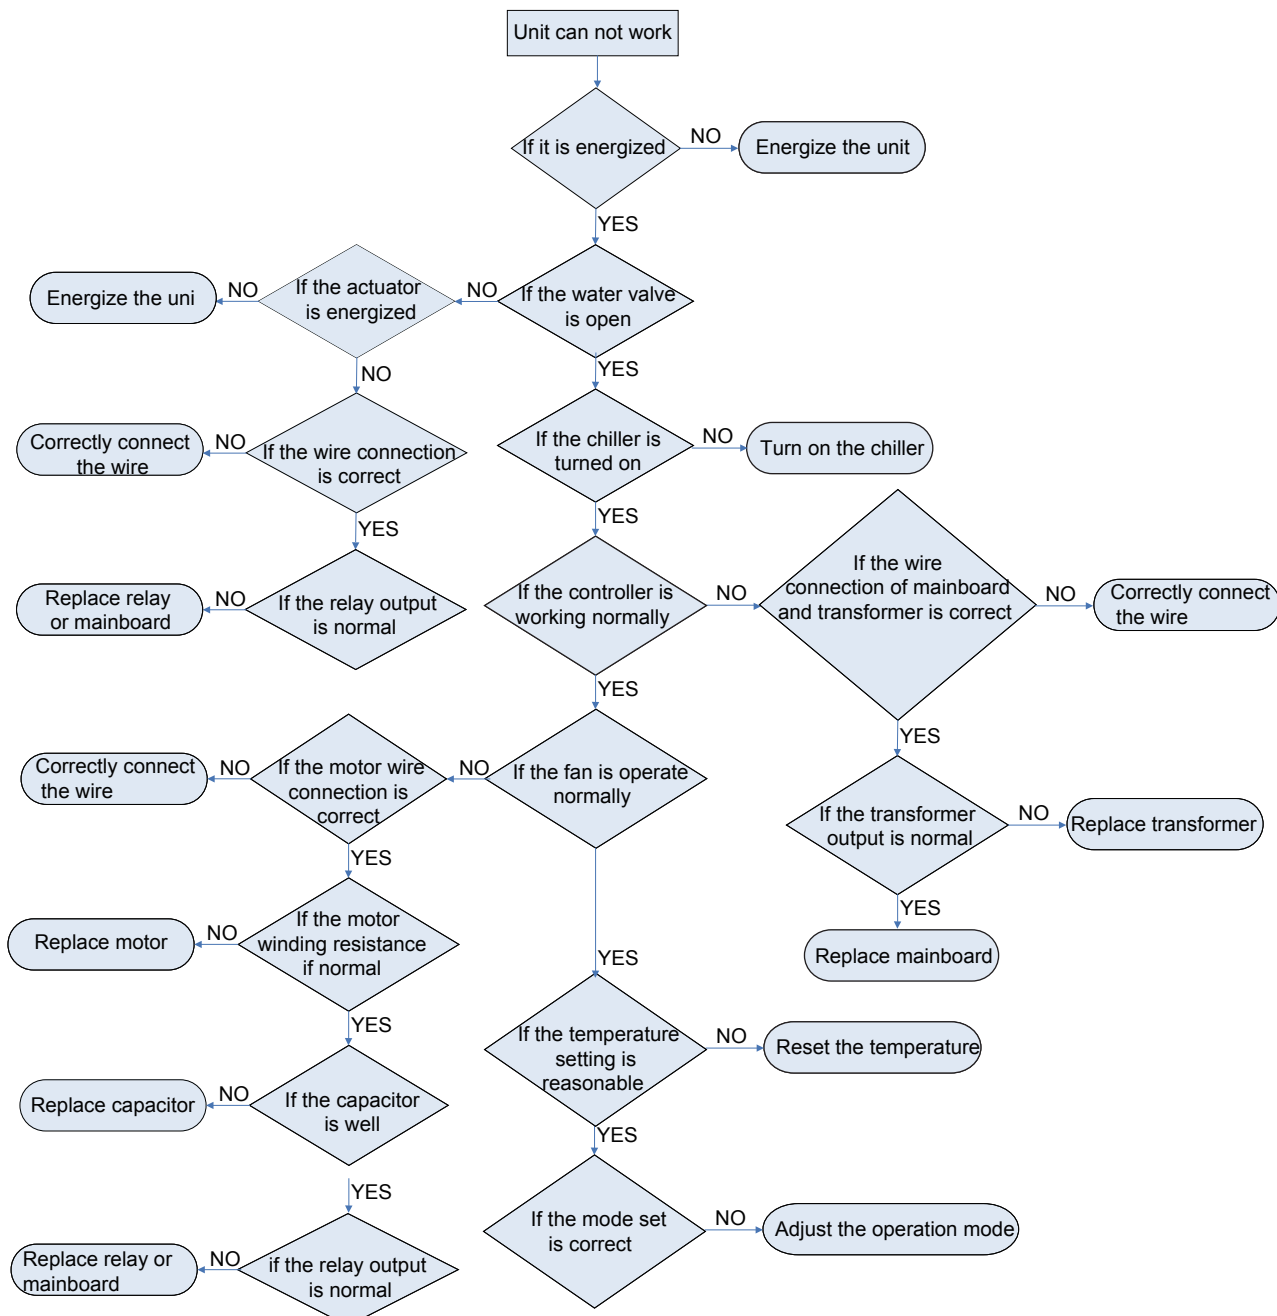 Unit can not work
If it is energized
NO
Energize the unit
YES
Energize the uni
NO
If the actuator
is energized
NO
If the water valve
is open
NO
YES
Correctly connect
the wire
NO
If the wire connection
is correct
If the chiller is
turned on
NO
Turn on the chiller
YES
YES
Replace relay
or mainboard
NO
If the relay output
is normal
If the controller is
working normally
NO
If the wire
connection of mainboard
and transformer is correct
NO
Correctly connect
the wire
YES
YES
Correctly connect
the wire
NO
If the motor wire
connection is
correct
NO
If the fan is operate
normally
If the transformer
output is normal
NO
Replace transformer
YES
YES
Replace motor
NO
If the motor
winding resistance
if normal
Replace mainboard
YES
YES
If the temperature
setting is
reasonable
NO
Reset the temperature
Replace capacitor
NO
If the capacitor
is well
YES
YES
Replace relay or
mainboard
NO
if the relay output
is normal
If the mode set
is correct
NO
Adjust the operation mode